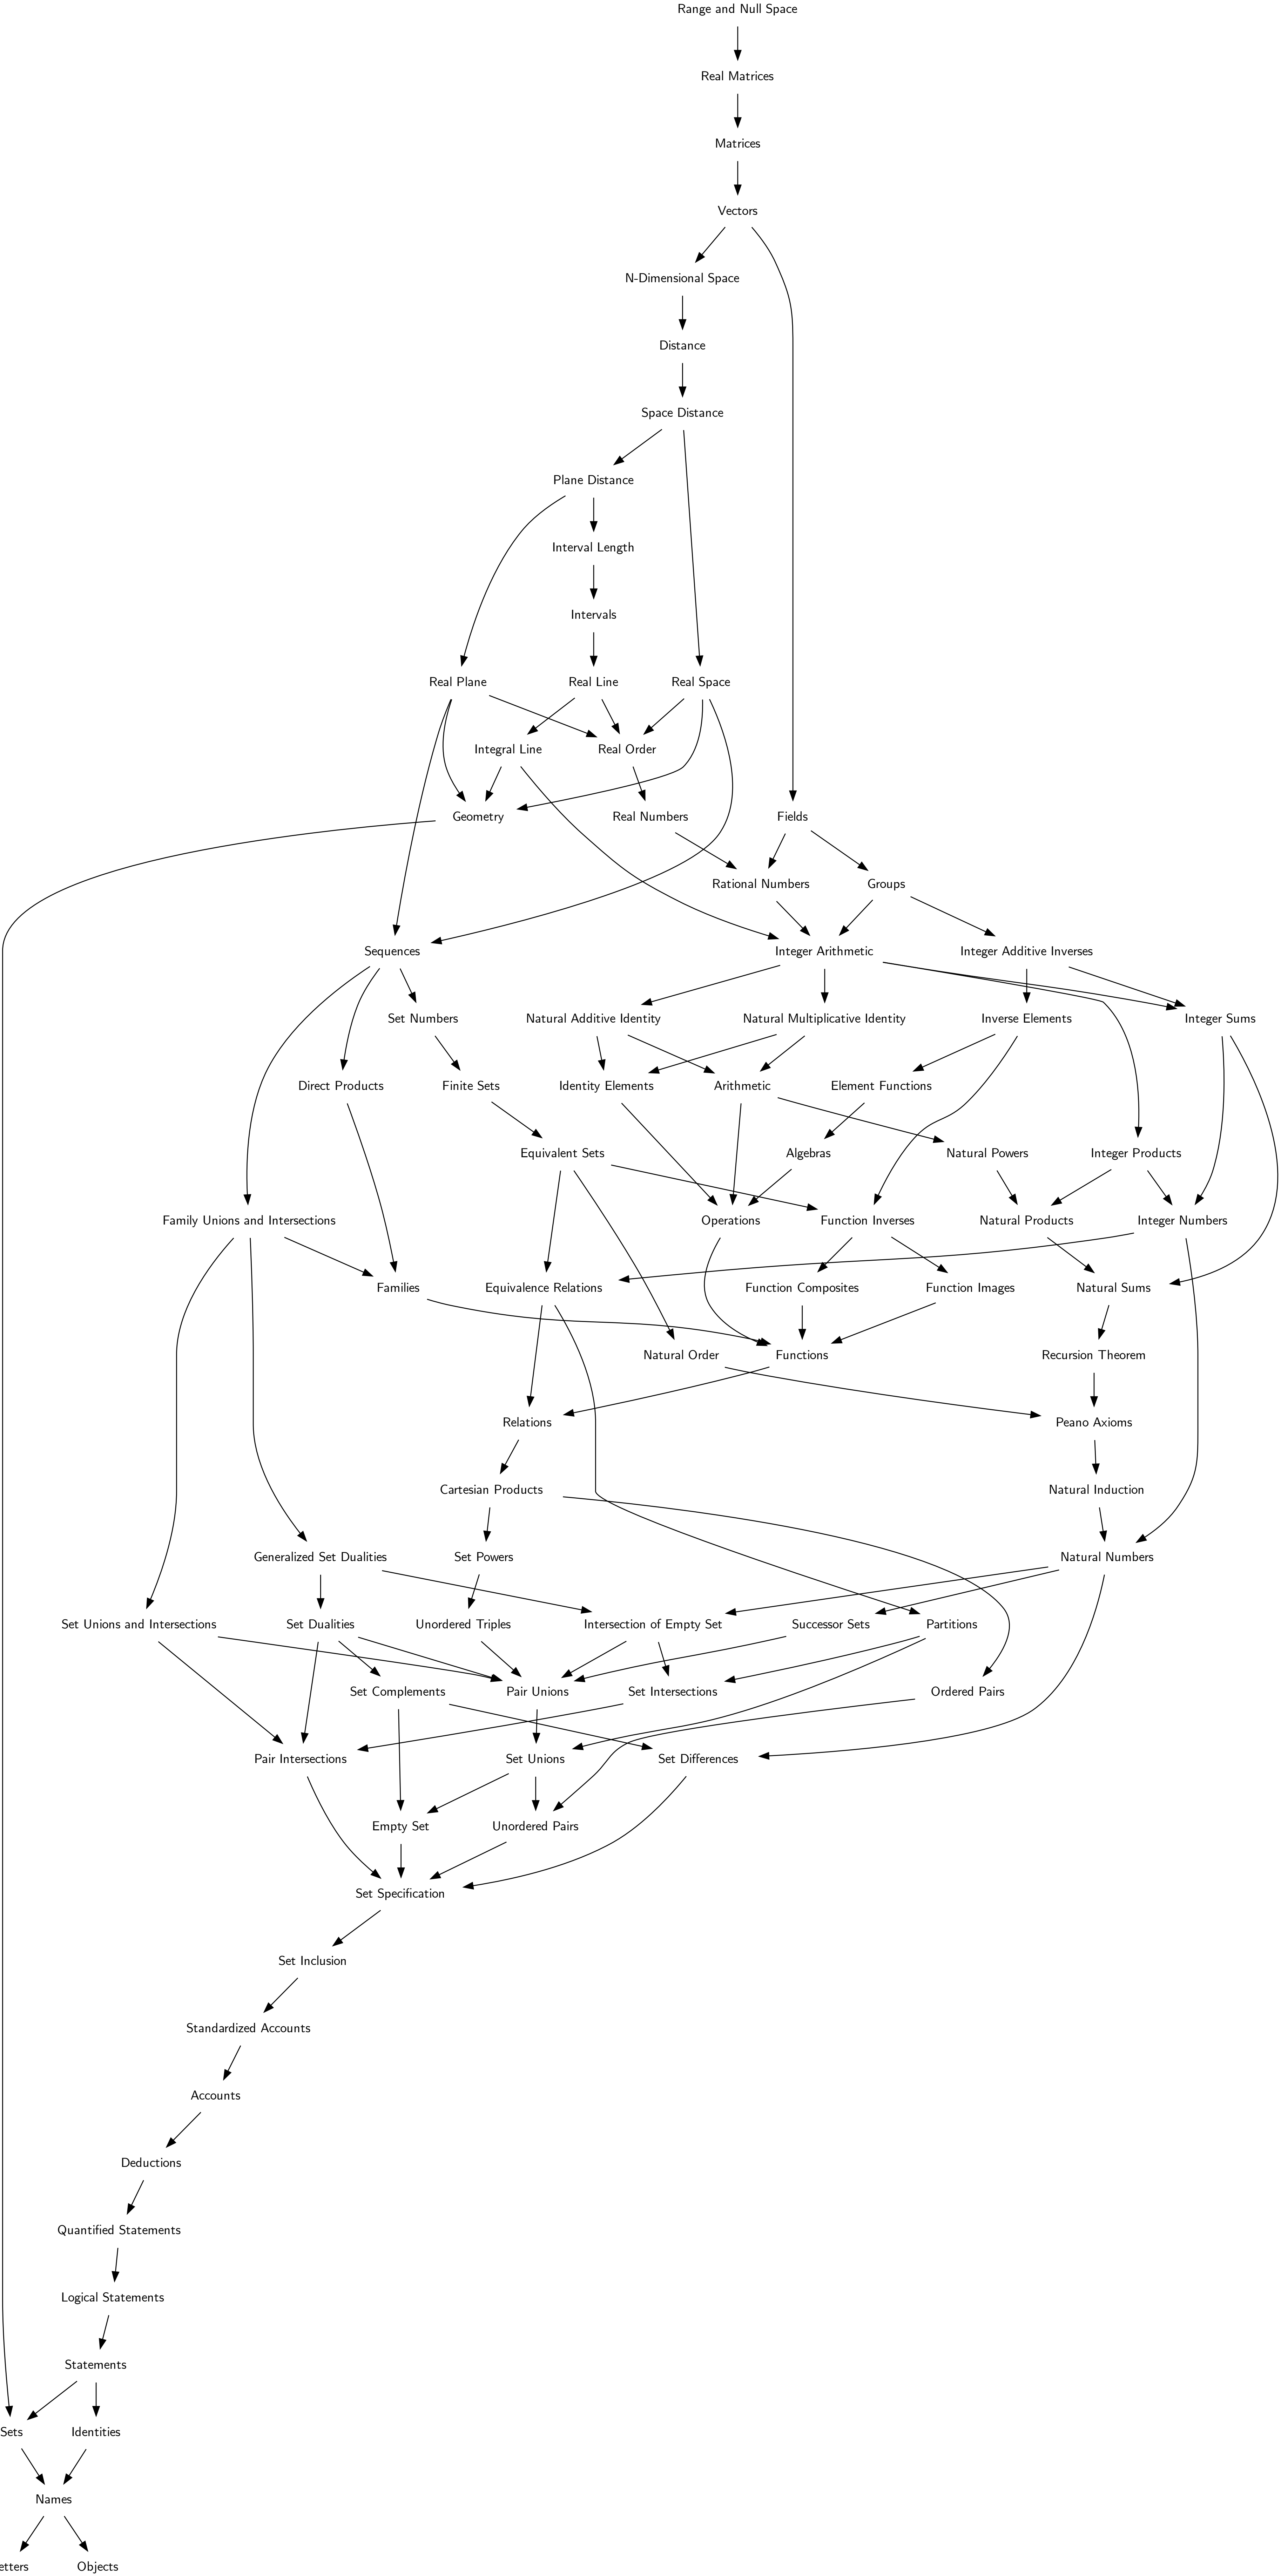 Range and Null Space
Real Matrices
Matrices
Vectors
N-Dimensional Space
Distance
Space Distance
Plane Distance
Interval Length
Intervals
Real Plane
Real Line
Real Space
Integral Line
Real Order
Geometry
Real Numbers
Fields
Rational Numbers
Groups
Sequences
Integer Arithmetic
Integer Additive Inverses
Set Numbers
Natural Additive Identity
Natural Multiplicative Identity
Inverse Elements
Integer Sums
Direct Products
Finite Sets
Identity Elements
Arithmetic
Element Functions
Equivalent Sets
Algebras
Natural Powers
Integer Products
Family Unions and Intersections
Operations
Function Inverses
Natural Products
Integer Numbers
Families
Equivalence Relations
Function Composites
Function Images
Natural Sums
Natural Order
Functions
Recursion Theorem
Relations
Peano Axioms
Cartesian Products
Natural Induction
Generalized Set Dualities
Set Powers
Natural Numbers
Set Unions and Intersections
Set Dualities
Unordered Triples
Intersection of Empty Set
Successor Sets
Partitions
Set Complements
Pair Unions
Set Intersections
Ordered Pairs
Pair Intersections
Set Unions
Set Differences
Empty Set
Unordered Pairs
Set Specification
Set Inclusion
Standardized Accounts
Accounts
Deductions
Quantified Statements
Logical Statements
Statements
Sets
Identities
Names
etters
Objects